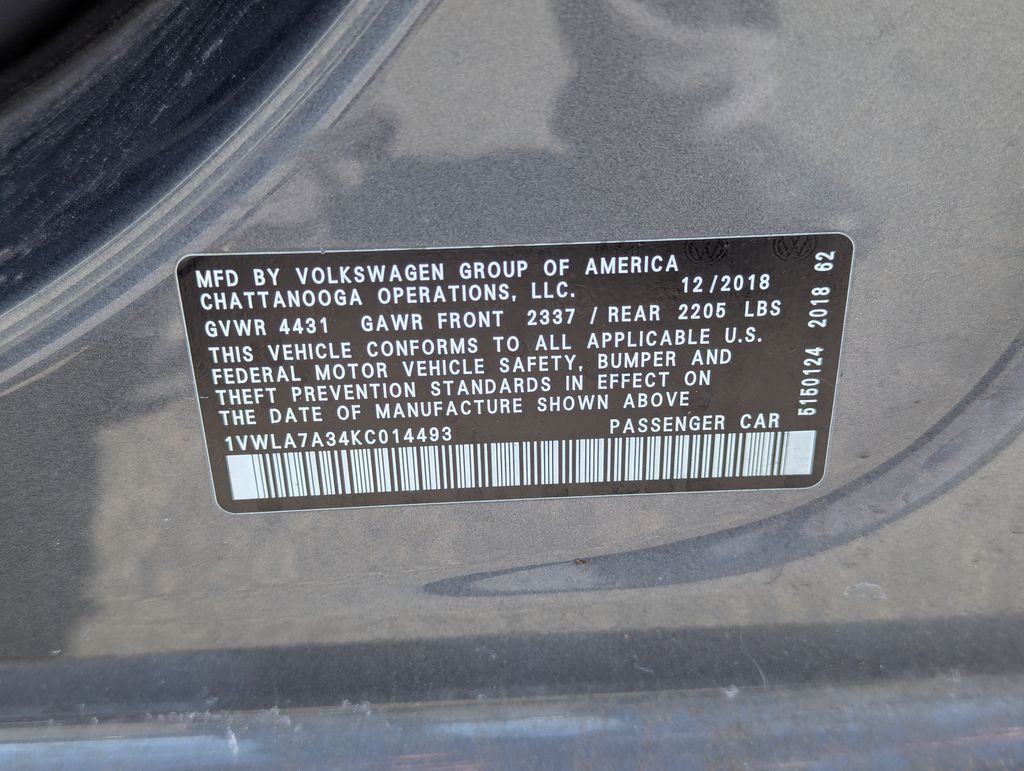 MFD BY VOLKSWAGEN GROUP OF AMERICA
CHATTANOOGA OPERATIONS, LLC. 12/2018
GVWR 4431 GAWR FRONT 2337 / REAR 2205 LBS
THIS VEHICLE CONFORMS TO ALL APPLICABLE U.S.
FEDERAL MOTOR VEHICLE SAFETY, BUMPER AND
THEFT PREVENTION STANDARDS IN EFFECT ON
THE DATE OF MANUFACTURE SHOWN ABOVE
1VWLA7A34KC014493 PASSENGER CAR
5150124 2018 62